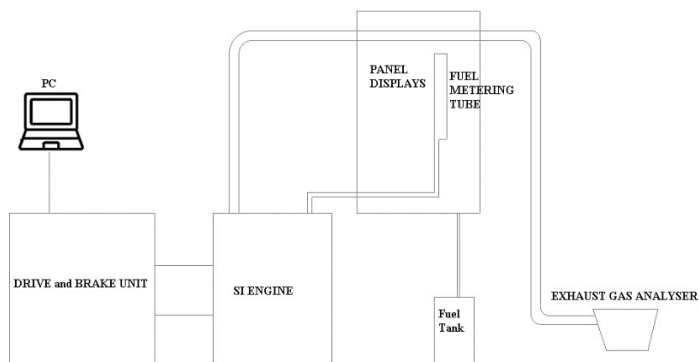 PC
PANEL
DISPLAYS
FUEL
METERING
TUBE
DRIVE and BRAKE UNIT
SI ENGINE
Fuel
Tank
EXHAUST GAS ANALYSER